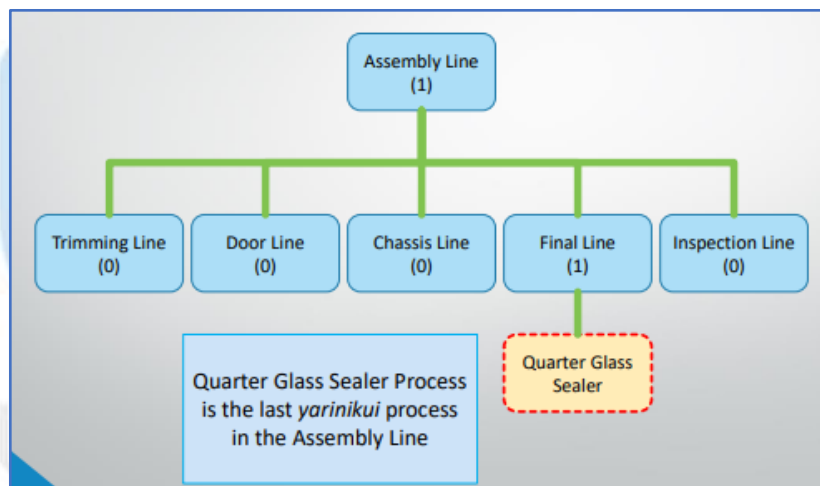 Assembly Line
(1)
Trimming Line
(0)
Door Line
(0)
Chassis Line
(0)
Final Line
(1)
Inspection Line
(0)
Quarter Glass
Sealer
Quarter Glass Sealer Process
is the last yarinikui process
in the Assembly Line